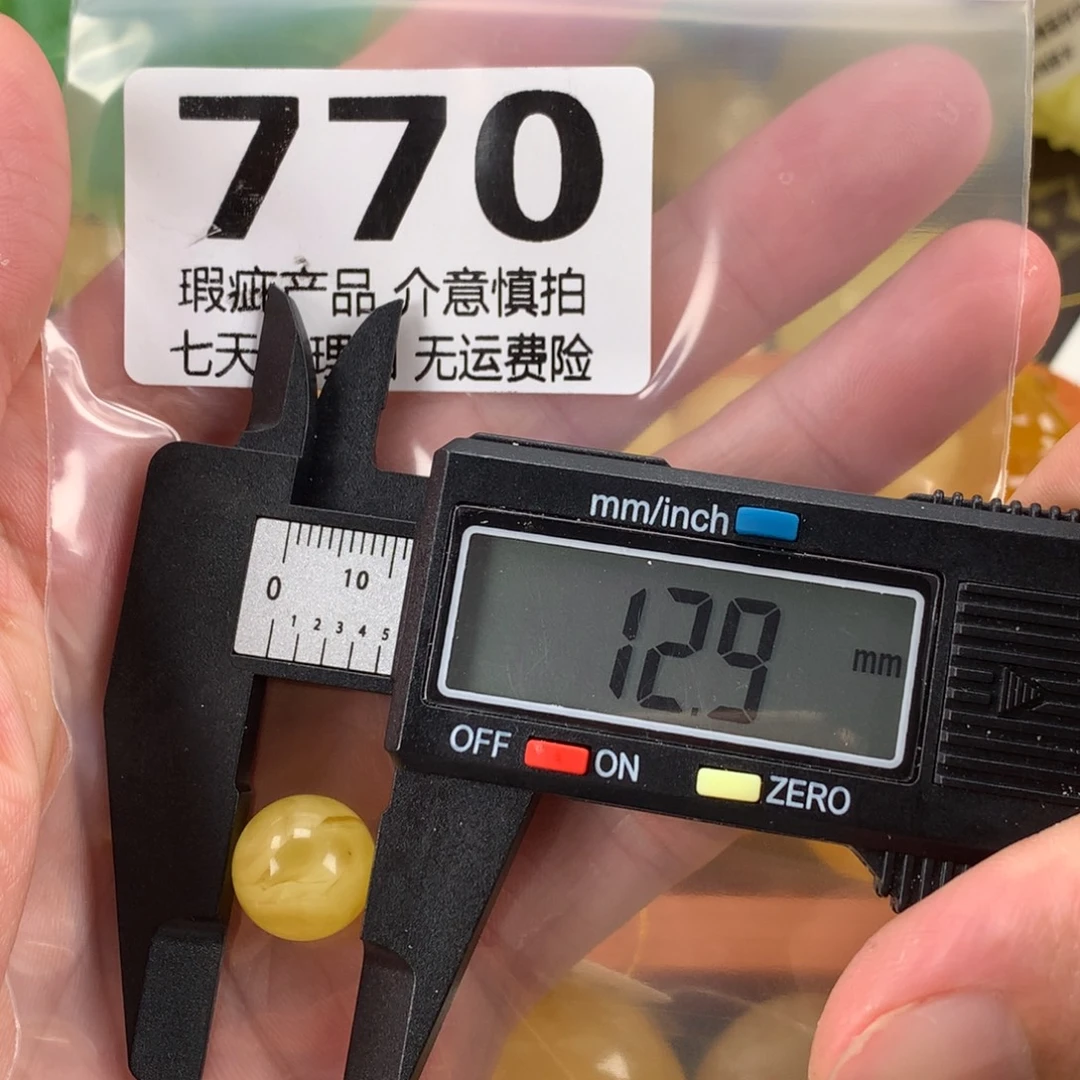 770
瑕疵产品 介意慎拍
七天 理 无运费险
mm/inch
0 10
1 2 3 4 5
12.9 mm
OFF ON ZERO